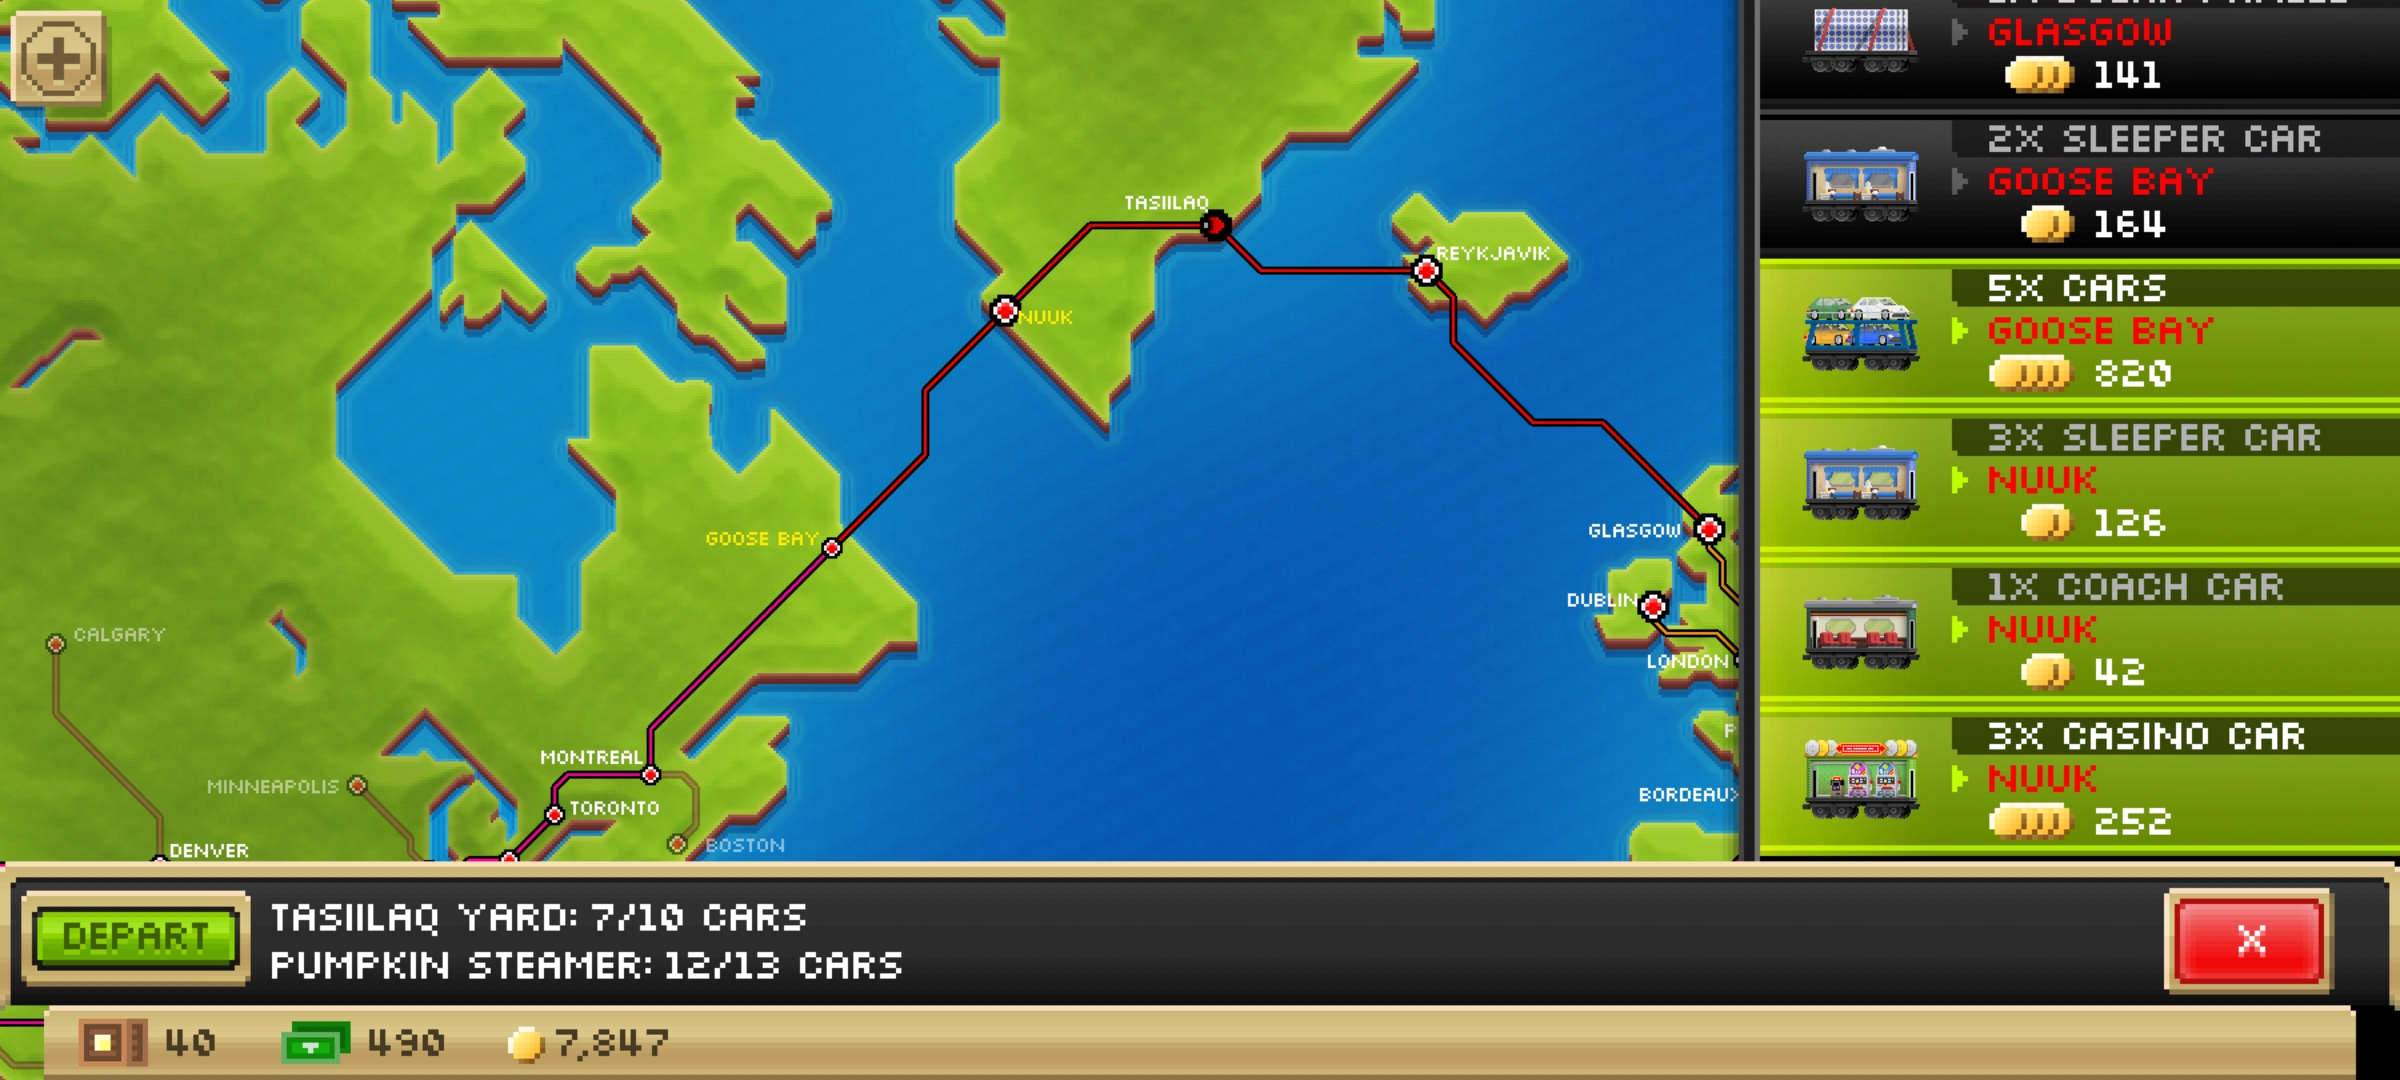 TASIILAQ
REYKJAVIK
NUUK
GOOSE BAY
GLASGOW
DUBLIN
LONDON
CALGARY
MONTREAL
MINNEAPOLIS
TORONTO
BORDEAUX
BOSTON
DENVER
GLASGOW
141
2X SLEEPER CAR
GOOSE BAY
164
5X CARS
GOOSE BAY
820
3X SLEEPER CAR
NUUK
126
1X COACH CAR
NUUK
42
3X CASINO CAR
NUUK
252
DEPART
TASIILAQ YARD: 7/10 CARS
PUMPKIN STEAMER: 12/13 CARS
X
40
490
7,847